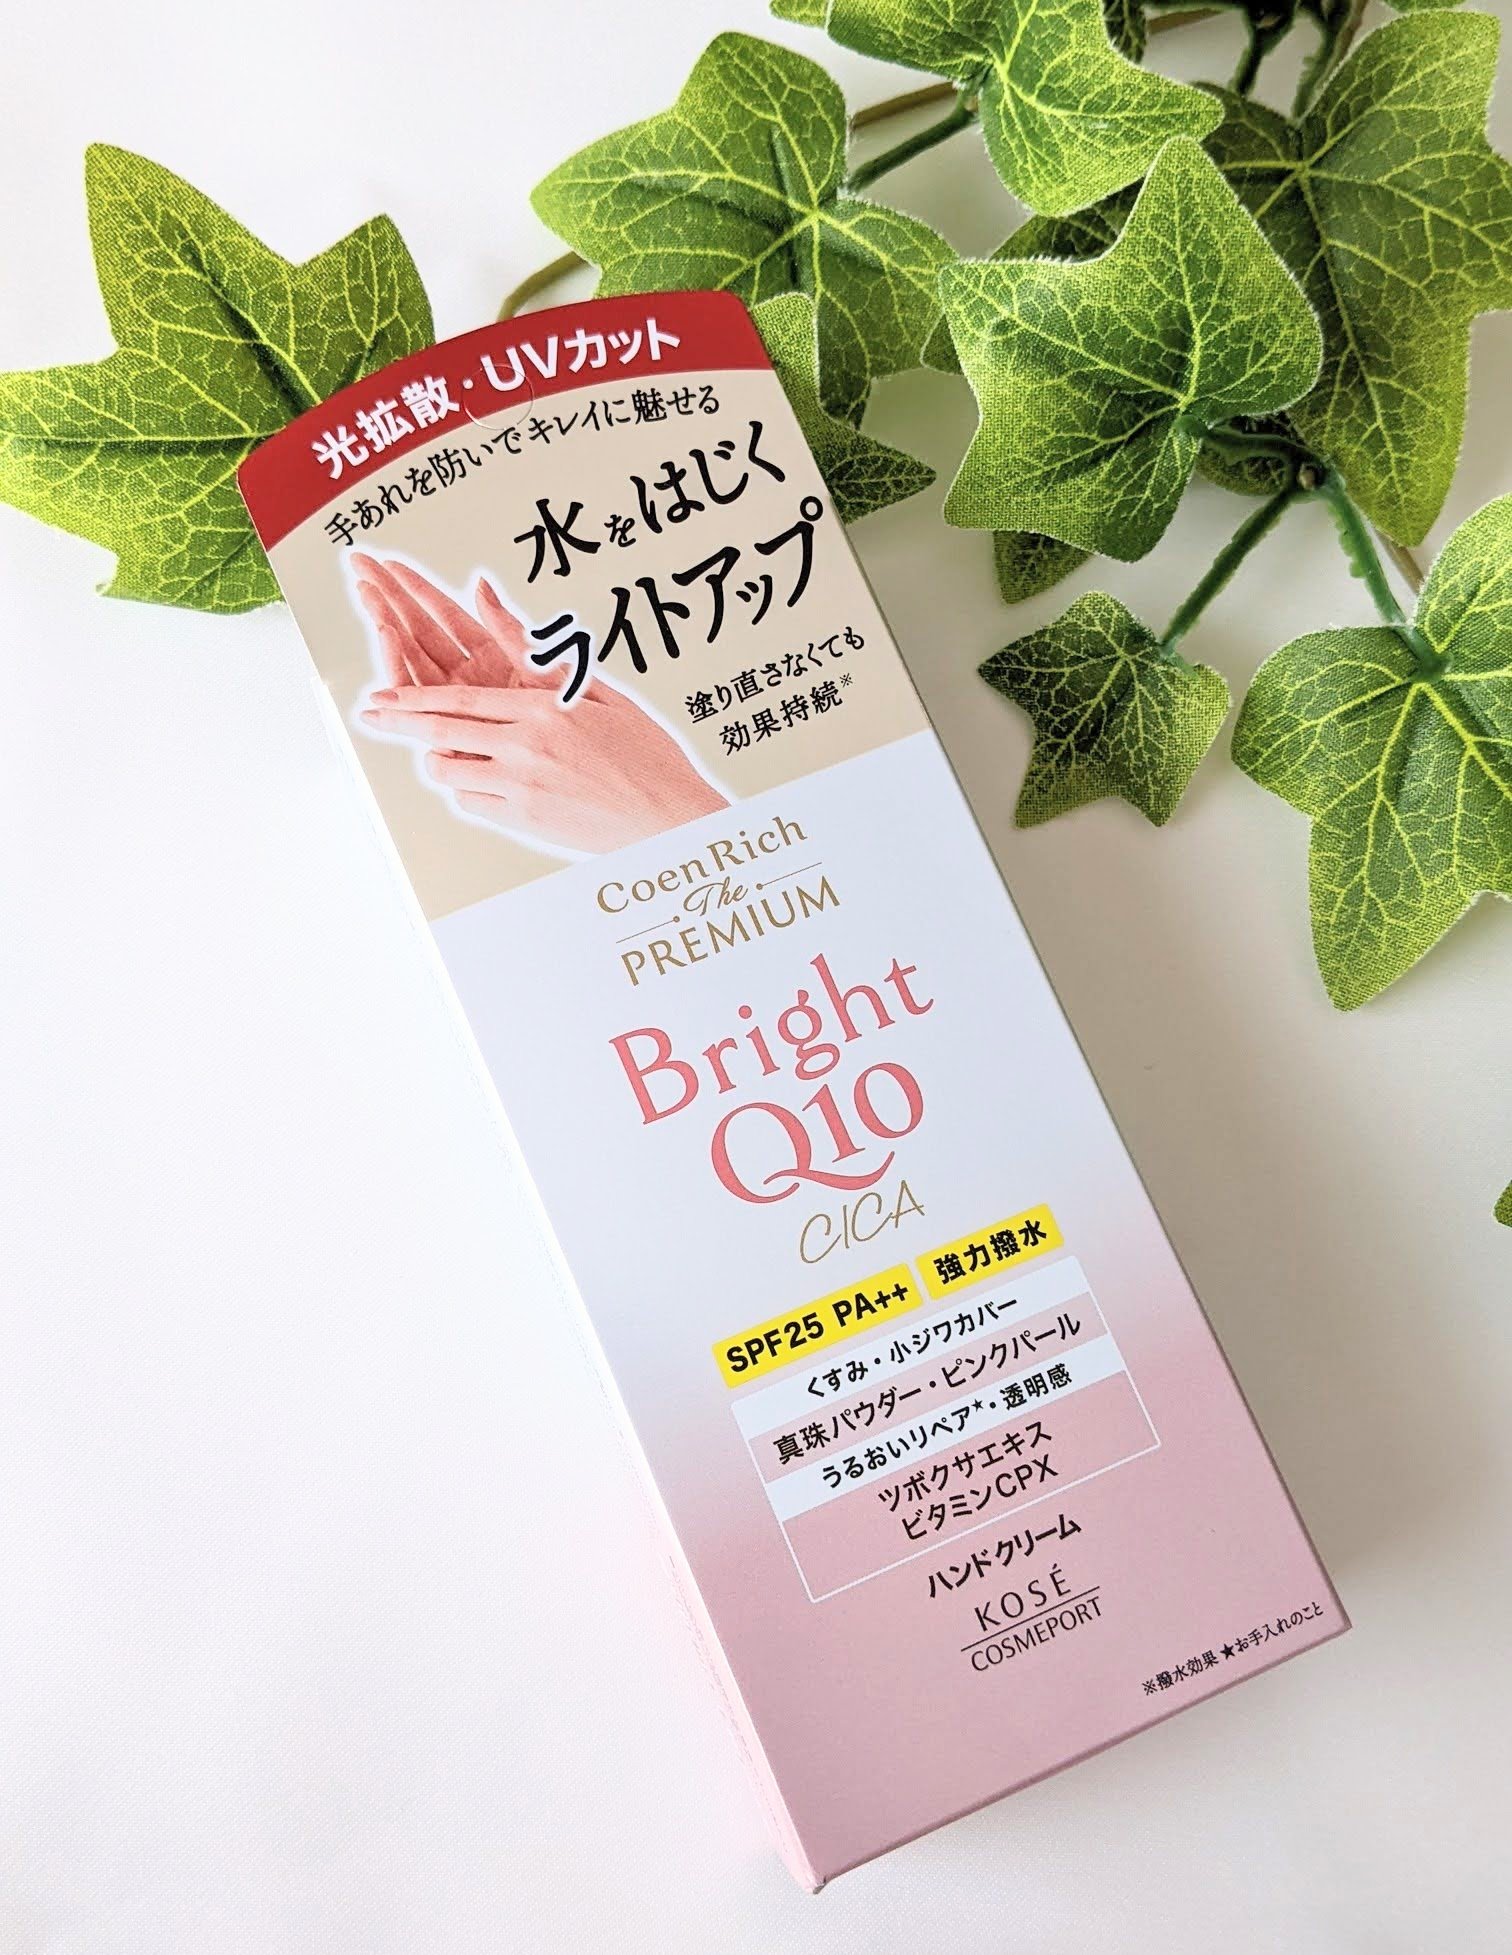 光拡散・UVカット
手あれを防いでキレイに魅せる
水をはじく
ライトアップ
塗り直さなくても
効果持続※
CoenRich
The
PREMIUM
Bright
Q10
CICA
SPF25 PA++ 強力撥水
くすみ・小ジワカバー
真珠パウダー・ピンクパール
うるおいリペア★・透明感
ツボクサエキス
ビタミンCPX
ハンドクリーム
KOSÉ
COSMEPORT
※撥水効果 ★お手入れのこと